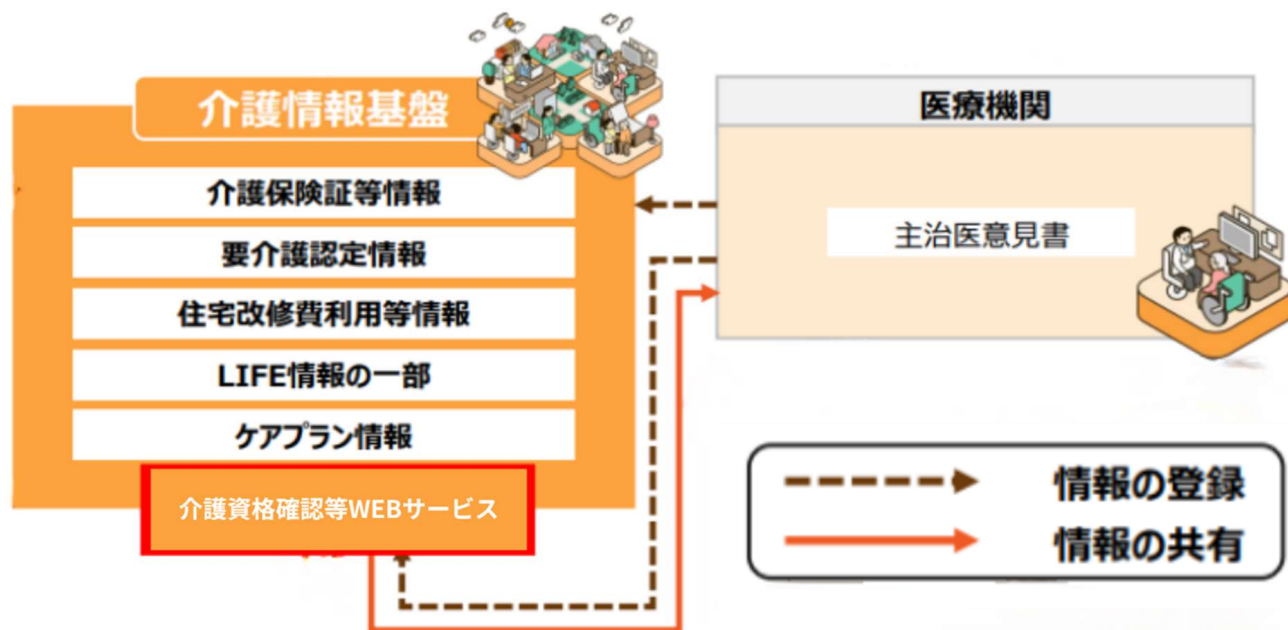 介護情報基盤
介護保険証等情報
要介護認定情報
住宅改修費利用等情報
LIFE情報の一部
ケアプラン情報
介護資格確認等WEBサービス
医療機関
主治医意見書
情報の登録
情報の共有